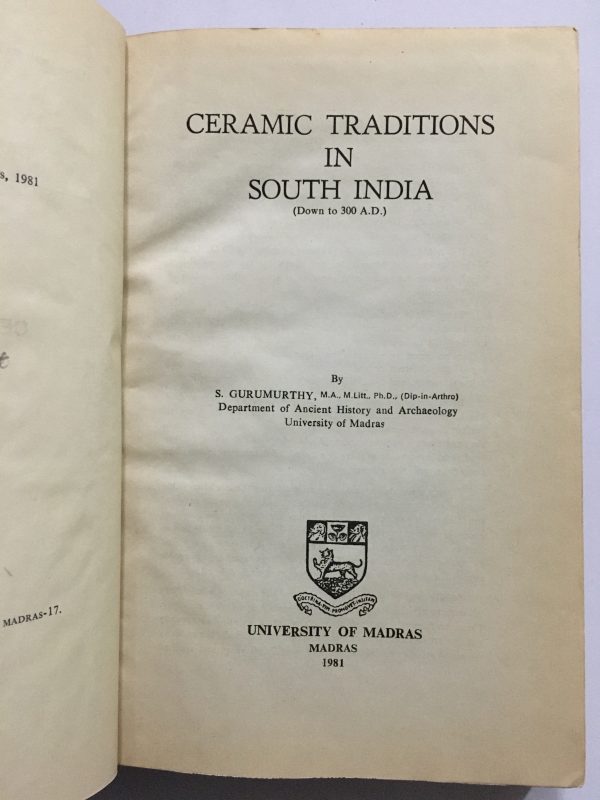 s, 1981
MADRAS-17.
CERAMIC TRADITIONS
IN
SOUTH INDIA
(Down to 300 A.D.)
By
S. GURUMURTHY, M.A., M.Litt., Ph.D., (Dip-in-Arthro)
Department of Ancient History and Archaeology
University of Madras
UNIVERSITY OF MADRAS
MADRAS
1981